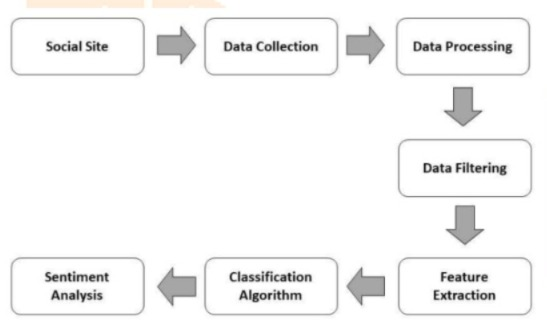 Social Site
Data Collection
Data Processing
Data Filtering
Feature
Extraction
Classification
Algorithm
Sentiment
Analysis